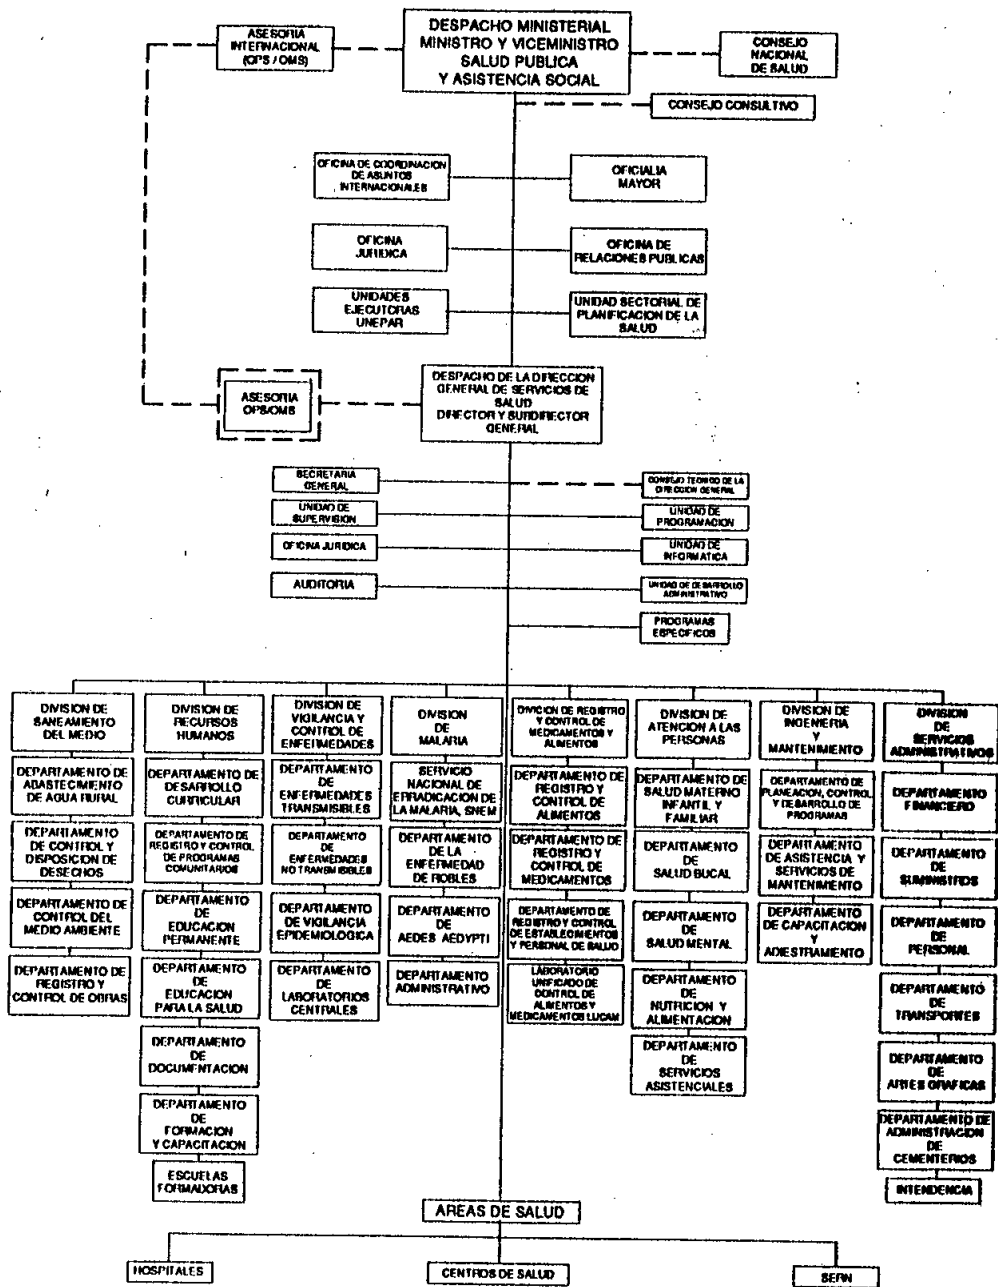 ASESORIA
INTERNACIONAL
(OPS / OMS)
DESPACHO MINISTERIAL
MINISTRO Y VICEMINISTRO
SALUD PUBLICA
Y ASISTENCIA SOCIAL
CONSEJO
NACIONAL
DE SALUD
CONSEJO CONSULTIVO
OFICINA DE COORDINACION
DE ASUNTOS
INTERNACIONALES
OFICIALIA
MAYOR
OFICINA
JURIDICA
OFICINA DE
RELACIONES PUBLICAS
UNIDADES
EJECUTORAS
UNEPAR
UNIDAD SECTORIAL DE
PLANIFICACION DE LA
SALUD
ASESORIA
OPS/OMS
DESPACHO DE LA DIRECCION
GENERAL DE SERVICIOS DE
SALUD
DIRECTOR Y SUBDIRECTOR
GENERAL
SECRETARIA
GENERAL
CONSEJO TECNICO DE LA
DIRECCION GENERAL
UNIDAD DE
SUPERVISION
UNIDAD DE
PROGRAMACION
OFICINA JURIDICA
UNIDAD DE
INFORMATICA
AUDITORIA
UNIDAD DE DESARROLLO
ADMINISTRATIVO
PROGRAMAS
ESPECIFICOS
DIVISION DE
SANEAMIENTO
DEL MEDIO
DEPARTAMENTO DE
ABASTECIMIENTO
DE AGUA RURAL
DEPARTAMENTO
DE CONTROL Y
DISPOSICION DE
DESECHOS
DEPARTAMENTO
DE CONTROL DEL
MEDIO AMBIENTE
DEPARTAMENTO DE
REGISTRO Y
CONTROL DE OBRAS
DIVISION DE
RECURSOS
HUMANOS
DEPARTAMENTO DE
DESARROLLO
CURRICULAR
DEPARTAMENTO DE
REGISTRO Y CONTROL
DE PROGRAMAS
COMUNITARIOS
DEPARTAMENTO
DE
EDUCACION
PERMANENTE
DEPARTAMENTO
DE
EDUCACION
PARA LA SALUD
DEPARTAMENTO
DE
DOCUMENTACION
DEPARTAMENTO
DE
FORMACION
Y CAPACITACION
ESCUELAS
FORMADORAS
DIVISION DE
VIGILANCIA Y
CONTROL DE
ENFERMEDADES
DEPARTAMENTO
DE
ENFERMEDADES
TRANSMISIBLES
DEPARTAMENTO
DE
ENFERMEDADES
NO TRANSMISIBLES
DEPARTAMENTO
DE VIGILANCIA
EPIDEMIOLOGICA
DEPARTAMENTO
DE
LABORATORIOS
CENTRALES
DIVISION
DE
MALARIA
SERVICIO
NACIONAL DE
ERRADICACION DE
LA MALARIA, SNEM
DEPARTAMENTO
DE LA
ENFERMEDAD
DE ROBLES
DEPARTAMENTO
DE
AEDES AEDYPTI
DEPARTAMENTO
ADMINISTRATIVO
DIVISION DE REGISTRO
Y CONTROL DE
MEDICAMENTOS Y
ALIMENTOS
DEPARTAMENTO DE
REGISTRO Y
CONTROL DE
ALIMENTOS
DEPARTAMENTO DE
REGISTRO Y
CONTROL DE
MEDICAMENTOS
DEPARTAMENTO DE
REGISTRO Y CONTROL
DE ESTABLECIMIENTOS
Y PERSONAL DE SALUD
LABORATORIO
UNIFICADO DE
CONTROL DE
ALIMENTOS Y
MEDICAMENTOS LUCAM
DIVISION DE
ATENCION A LAS
PERSONAS
DEPARTAMENTO DE
SALUD MATERNO
INFANTIL Y
FAMILIAR
DEPARTAMENTO
DE
SALUD BUCAL
DEPARTAMENTO
DE
SALUD MENTAL
DEPARTAMENTO
DE
NUTRICION Y
ALIMENTACION
DEPARTAMENTO
DE
SERVICIOS
ASISTENCIALES
DIVISION DE
INGENIERIA
Y
MANTENIMIENTO
DEPARTAMENTO DE
PLANEACION, CONTROL
Y DESARROLLO DE
PROGRAMAS
DEPARTAMENTO
DE ASISTENCIA Y
SERVICIOS DE
MANTENIMIENTO
DEPARTAMENTO
DE CAPACITACION
Y
ADIESTRAMIENTO
DIVISION
DE
SERVICIOS
ADMINISTRATIVOS
DEPARTAMENTO
FINANCIERO
DEPARTAMENTO
DE
SUMINISTROS
DEPARTAMENTO
DE
PERSONAL
DEPARTAMENTO
DE
TRANSPORTES
DEPARTAMENTO
DE
ARTES GRAFICAS
DEPARTAMENTO DE
ADMINISTRACION
DE
CEMENTERIOS
INTENDENCIA
AREAS DE SALUD
HOSPITALES
CENTROS DE SALUD